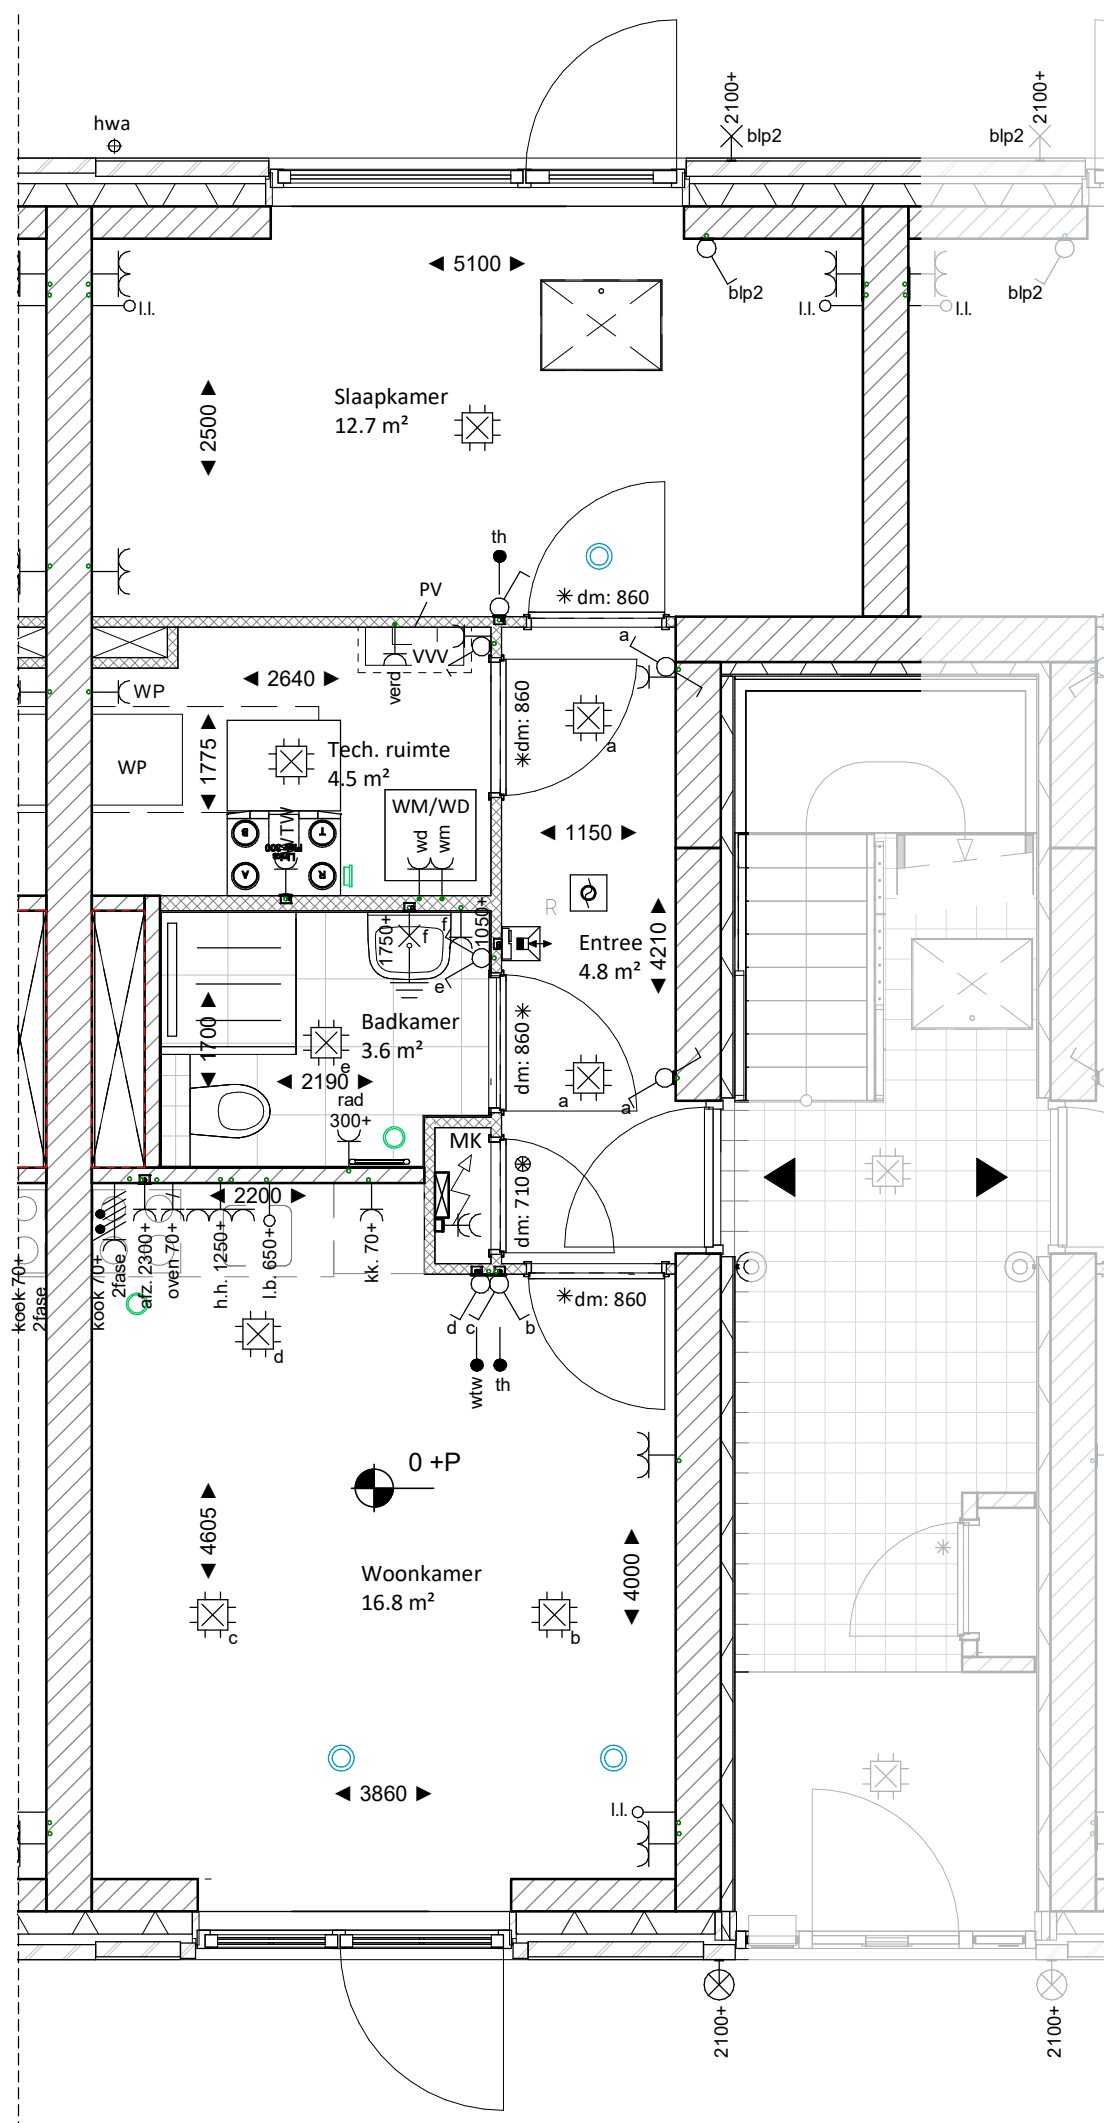 2100+
2100+
hwa
blp2
blp2
5100
blp2
blp2
l.l.
l.l.
l.l.
Slaapkamer
12.7 m²
2500
th
PV
✳ dm: 860
a
VVV
verd
WP
2640
✳dm: 860
a
WP
1775
Tech. ruimte
4.5 m²
WM/WD
WTW
wd
wm
1150
B
T
A
R
R
1750+
f
f
1050+
e
Entree
4.8 m²
4210
1700
Badkamer
3.6 m²
e
dm: 860✳
2190
rad
300+
a
a
MK
dm: 710
2200
kook 70+
2fase
kook 70+
2fase
afz. 2300+
oven 70+
h.h. 1250+
l.b. 650+
kk. 70+
✳dm: 860
d
c
b
d
wtw
th
0 +P
4605
4000
Woonkamer
16.8 m²
c
b
3860
l.l.
2100+
2100+